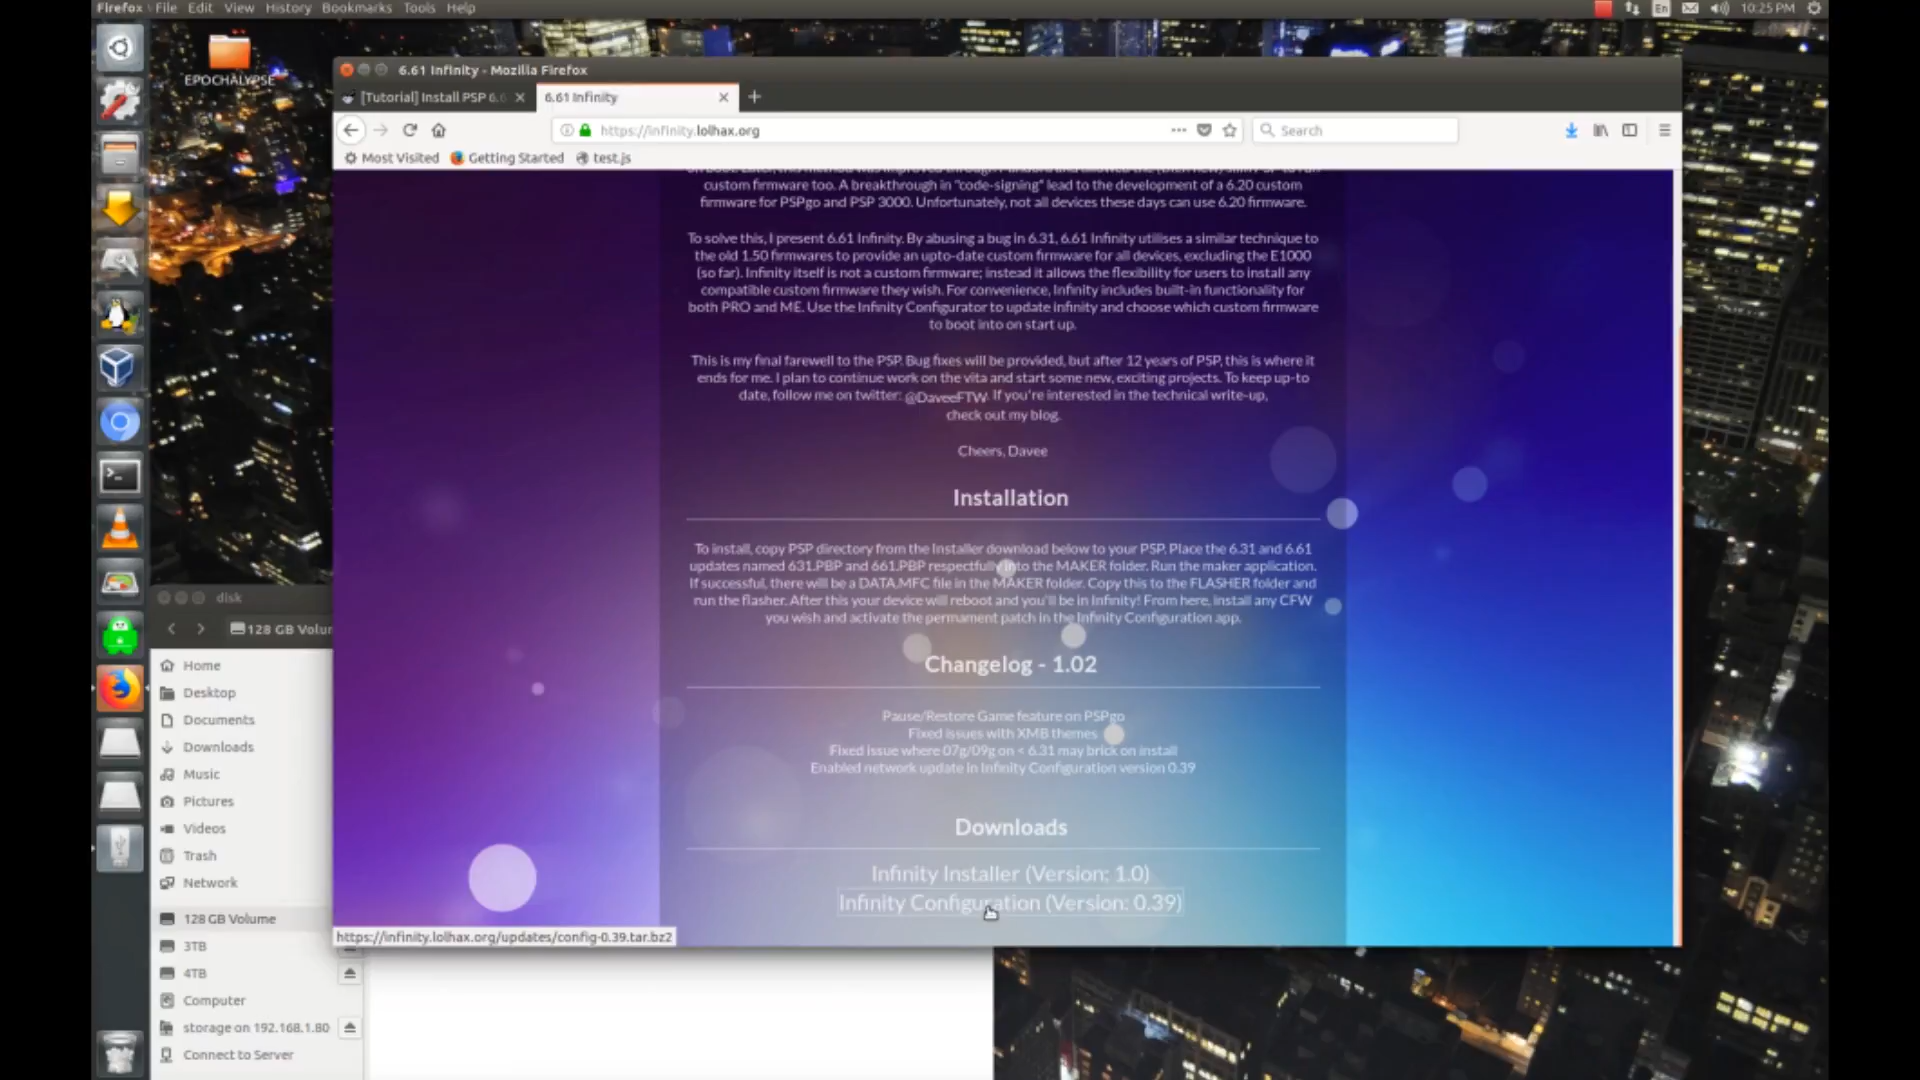 Firefox File Edit View History Bookmarks Tools Help
En
10:25 PM
EPOCHALYPSE
6.61 Infinity - Mozilla Firefox
[Tutorial] Install PSP 6.6
6.61 Infinity
https://infinity.lolhax.org
Search
Most Visited
Getting Started
test.js
custom firmware too. A breakthrough in "code-signing" lead to the development of a 6.20 custom
firmware for PSPgo and PSP 3000. Unfortunately, not all devices these days can use 6.20 firmware.
To solve this, I present 6.61 Infinity. By abusing a bug in 6.31, 6.61 Infinity utilises a similar technique to
the old 1.50 firmwares to provide an upto-date custom firmware for all devices, excluding the E1000
(so far). Infinity itself is not a custom firmware; instead it allows the flexibility for users to install any
compatible custom firmware they wish. For convenience, Infinity includes built-in functionality for
both PRO and ME. Use the Infinity Configurator to update Infinity and choose which custom firmware
to boot into on start up.
This is my final farewell to the PSP. Bug fixes will be provided, but after 12 years of PSP, this is where it
ends for me. I plan to continue work on the vita and start some new, exciting projects. To keep up-to
date, follow me on twitter: @DaveeFTW. If you're interested in the technical write-up,
check out my blog.
Cheers, Davee
Installation
To install, copy PSP directory from the Installer download below to your PSP. Place the 6.31 and 6.61
updates named 631.PBP and 661.PBP respectfully into the MAKER folder. Run the maker application.
If successful, there will be a DATA.MFC file in the MAKER folder. Copy this to the FLASHER folder and
run the flasher. After this your device will reboot and you'll be in Infinity! From here, install any CFW
you wish and activate the permament patch in the Infinity Configuration app.
Changelog - 1.02
Pause/Restore Game feature on PSPgo
Fixed issues with XMB themes
Fixed issue where 07g/09g on < 6.31 may brick on install
Enabled network update in Infinity Configuration version 0.39
Downloads
Infinity Installer (Version: 1.0)
Infinity Configuration (Version: 0.39)
https://infinity.lolhax.org/updates/config-0.39.tar.bz2
disk
128 GB Volum
Home
Desktop
Documents
Downloads
Music
Pictures
Videos
Trash
Network
128 GB Volume
3TB
4TB
Computer
storage on 192.168.1.80
Connect to Server